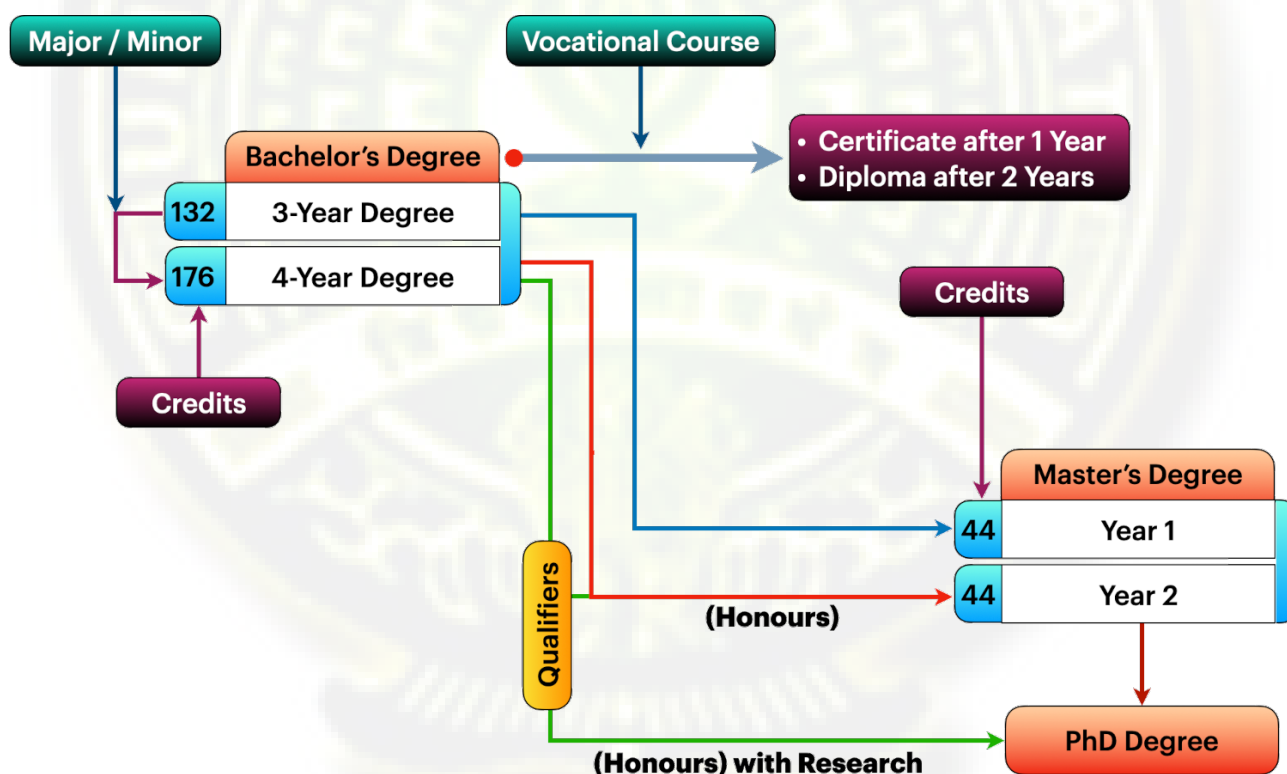 Major / Minor
Vocational Course
Bachelor's Degree
• Certificate after 1 Year
• Diploma after 2 Years
132
3-Year Degree
176
4-Year Degree
Credits
Credits
Master's Degree
44
Year 1
44
Year 2
Qualifiers
(Honours)
PhD Degree
(Honours) with Research